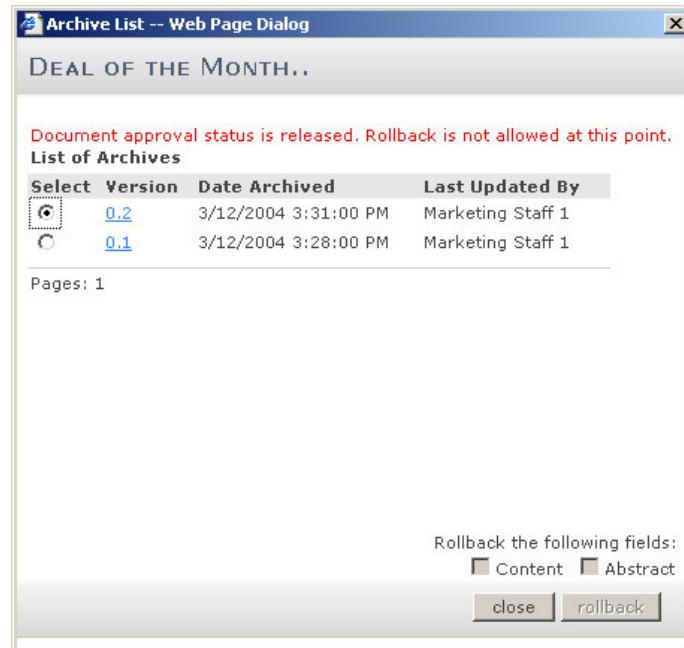 Archive List -- Web Page Dialog
DEAL OF THE MONTH..
Document approval status is released. Rollback is not allowed at this point.
List of Archives
Select Version Date Archived Last Updated By
0.2 3/12/2004 3:31:00 PM Marketing Staff 1
0.1 3/12/2004 3:28:00 PM Marketing Staff 1
Pages: 1
Rollback the following fields:
Content Abstract
close rollback